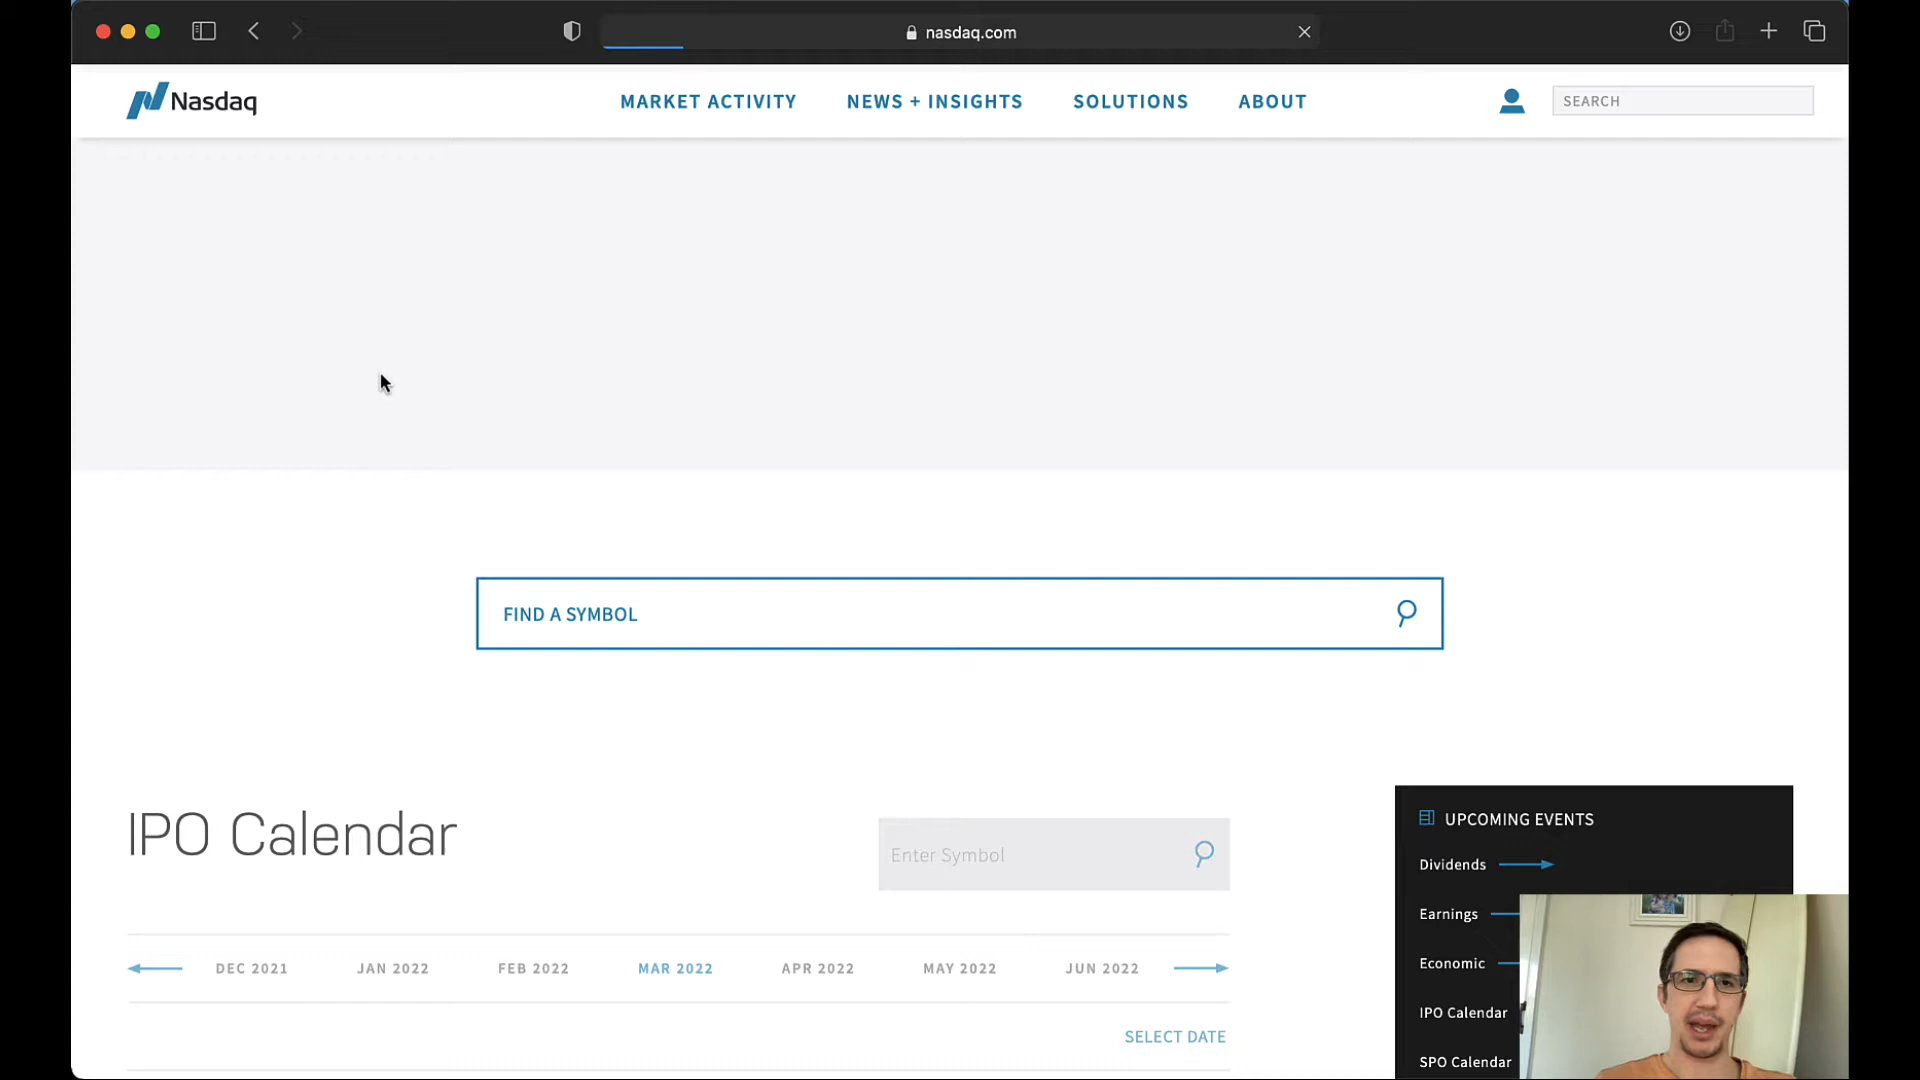 nasdaq.com
Nasdaq
MARKET ACTIVITY
NEWS + INSIGHTS
SOLUTIONS
ABOUT
SEARCH
FIND A SYMBOL
IPO Calendar
Enter Symbol
DEC 2021
JAN 2022
FEB 2022
MAR 2022
APR 2022
MAY 2022
JUN 2022
SELECT DATE
UPCOMING EVENTS
Dividends
Earnings
Economic
IPO Calendar
SPO Calendar